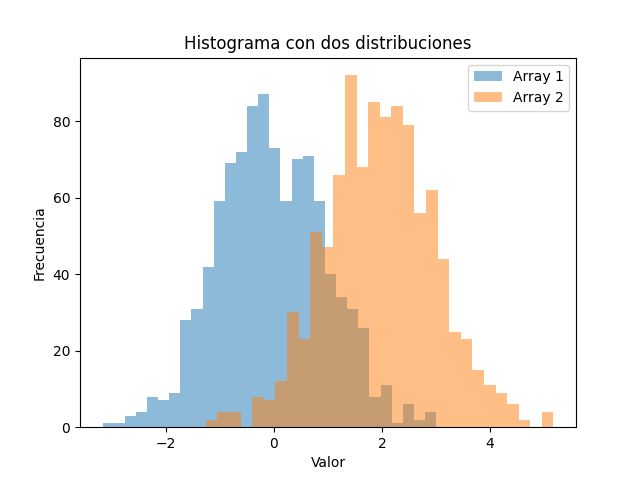 Histograma con dos distribuciones
Array 1
Array 2
Frecuencia
80
60
40
20
0
−2
0
2
4
Valor